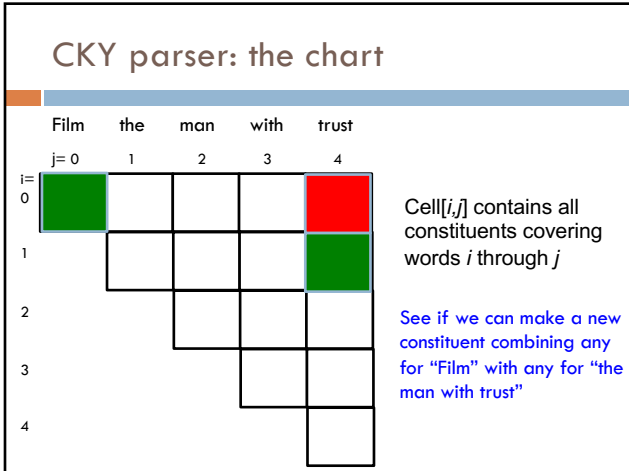 CKY parser: the chart
Film the man with trust
j= 0 1 2 3 4
i=
0
1
2
3
4
Cell[i,j] contains all
constituents covering
words i through j
See if we can make a new
constituent combining any
for “Film” with any for “the
man with trust”